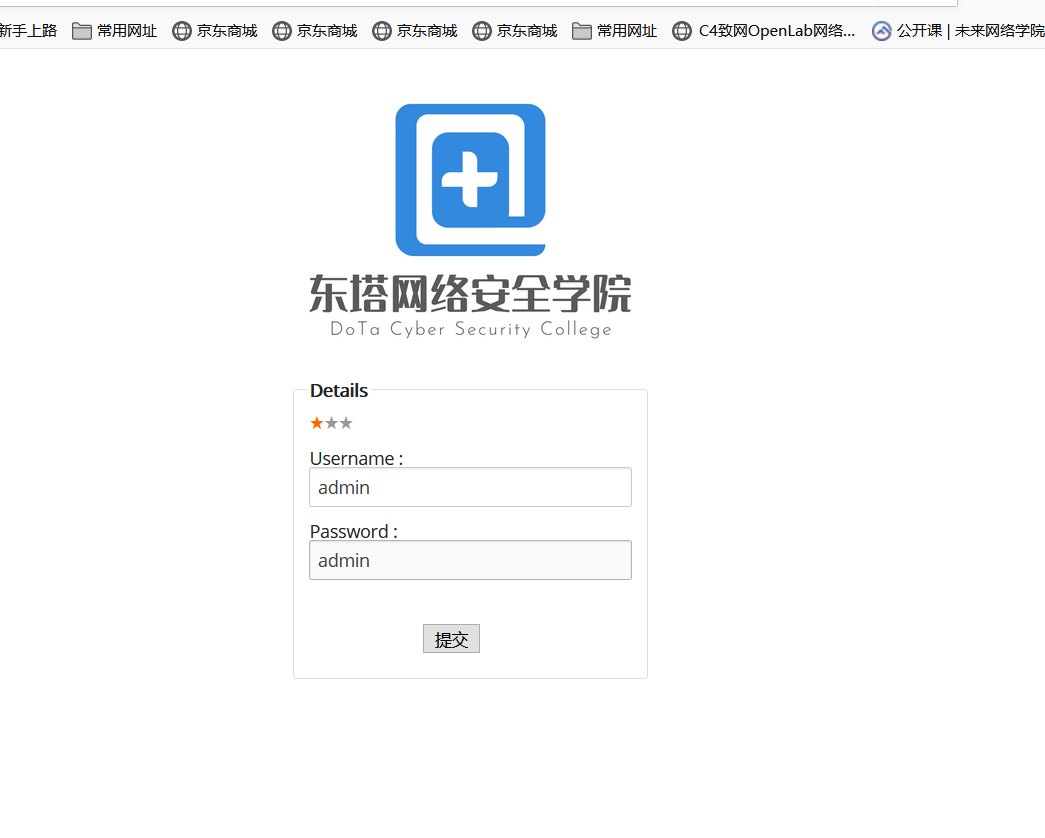 新手上路 常用网址 京东商城 京东商城 京东商城 京东商城 常用网址 C4致网OpenLab网络... 公开课 | 未来网络学院
东塔网络安全学院
DoTa Cyber Security College
Details
Username :
admin
Password :
admin
提交